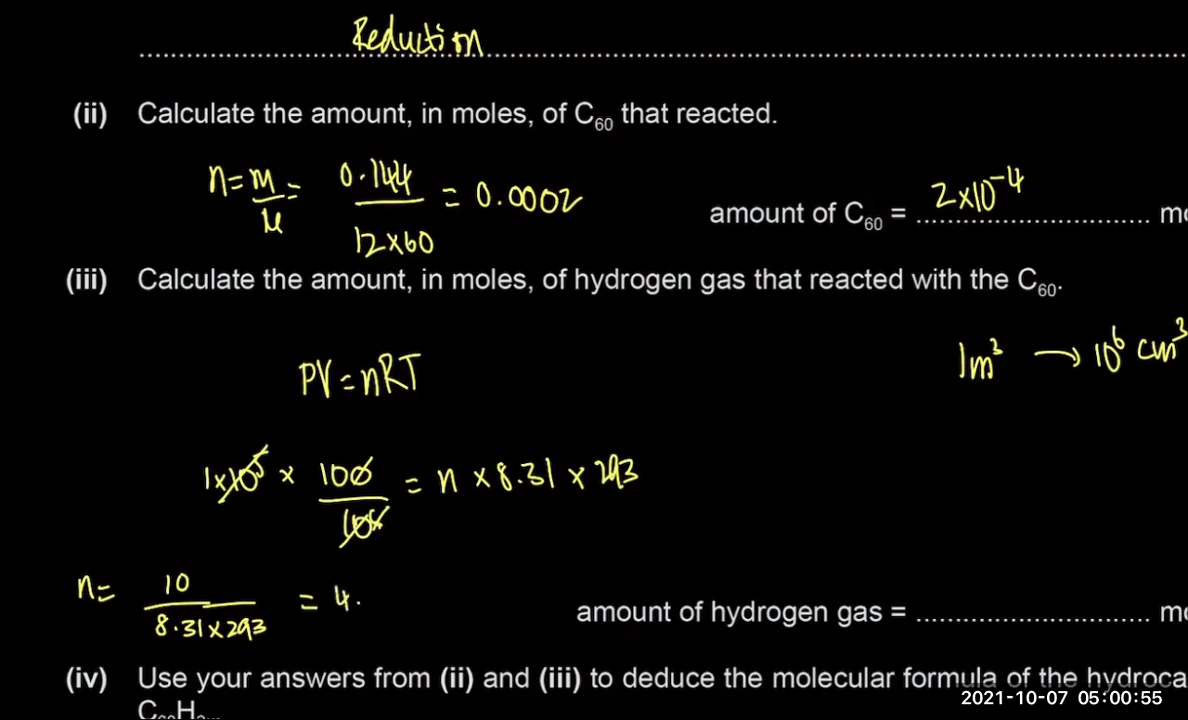 Reduction
(ii) Calculate the amount, in moles, of C60 that reacted.
n = m/M = 0.144/12×60 = 0.0002
amount of C60 = 2×10^-4 mo
(iii) Calculate the amount, in moles, of hydrogen gas that reacted with the C60.
1m³ → 10⁶ cm³
PV = nRT
1×10⁵ × 100/10⁶ = n × 8.31 × 293
n = 10/8.31×293 = 4.
amount of hydrogen gas = mo
(iv) Use your answers from (ii) and (iii) to deduce the molecular formula of the hydroca
2021-10-07 05:00:55
C60H